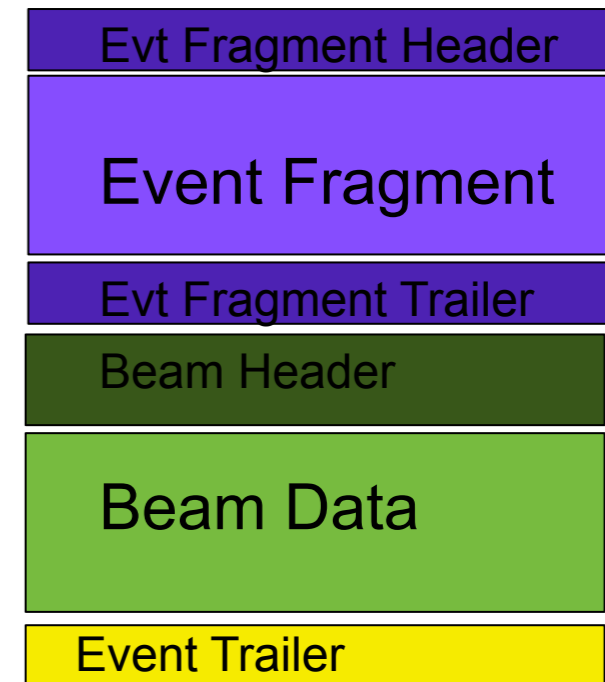 Evt Fragment Header
Event Fragment
Evt Fragment Trailer
Beam Header
Beam Data
Event Trailer